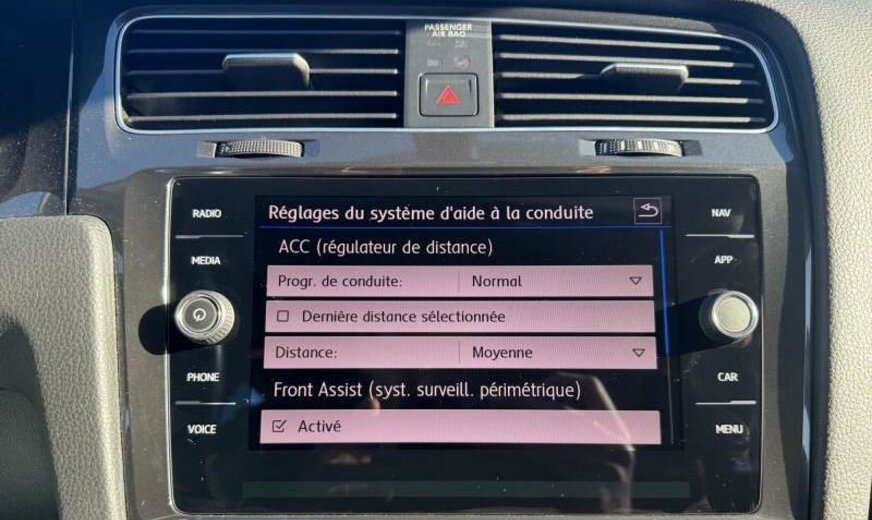 PASSENGER
AIR BAG
Réglages du système d'aide à la conduite
RADIO
NAV
ACC (régulateur de distance)
MEDIA
APP
Progr. de conduite: Normal
Dernière distance sélectionnée
Distance: Moyenne
PHONE
CAR
Front Assist (syst. surveill. périmétrique)
VOICE
Activé
MENU